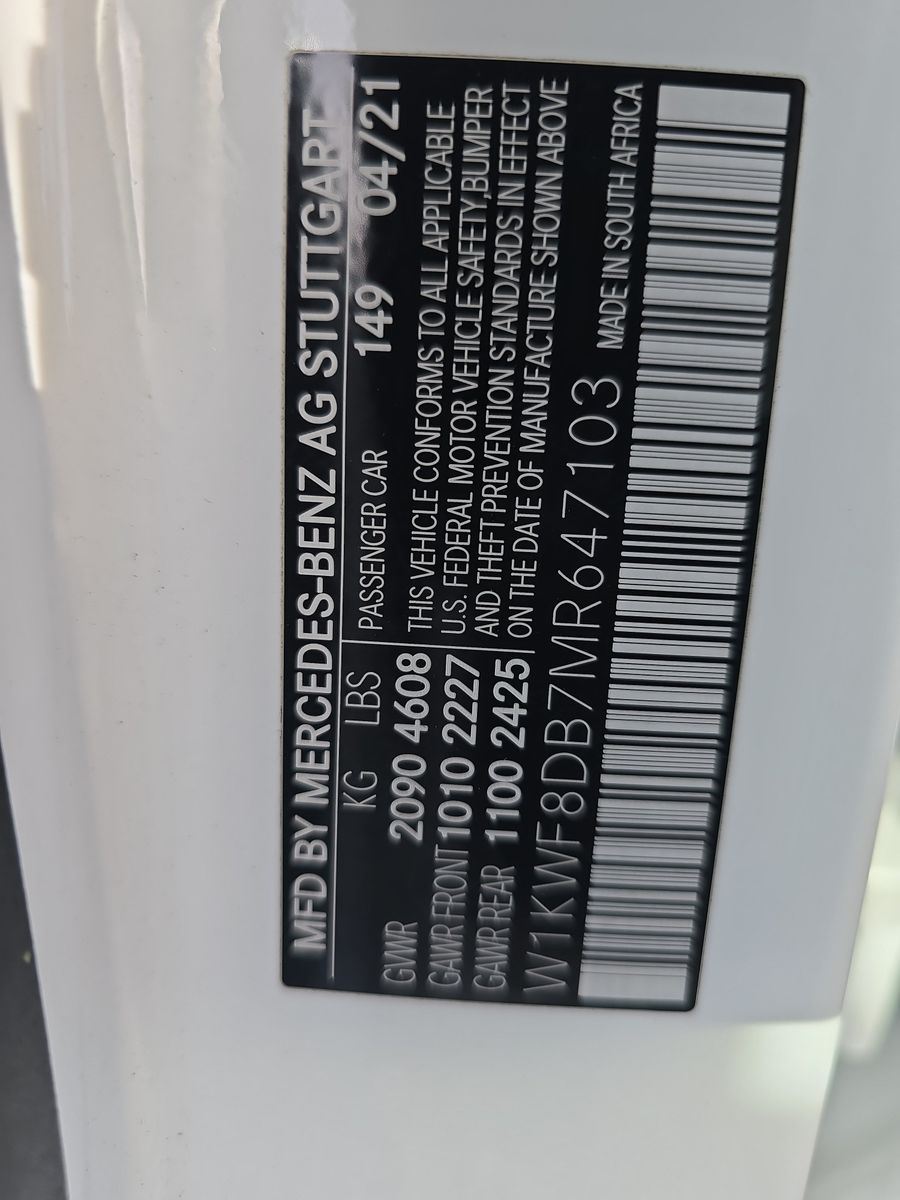 MFD BY MERCEDES-BENZ AG STUTTGART
KG LBS PASSENGER CAR 149 04/21
GVWR 2090 4608
GAWR FRONT 1010 2227
GAWR REAR 1100 2425
THIS VEHICLE CONFORMS TO ALL APPLICABLE
U.S. FEDERAL MOTOR VEHICLE SAFETY,BUMPER
AND THEFT PREVENTION STANDARDS IN EFFECT
ON THE DATE OF MANUFACTURE SHOWN ABOVE
W1KWF8DB7MR647103 MADE IN SOUTH AFRICA